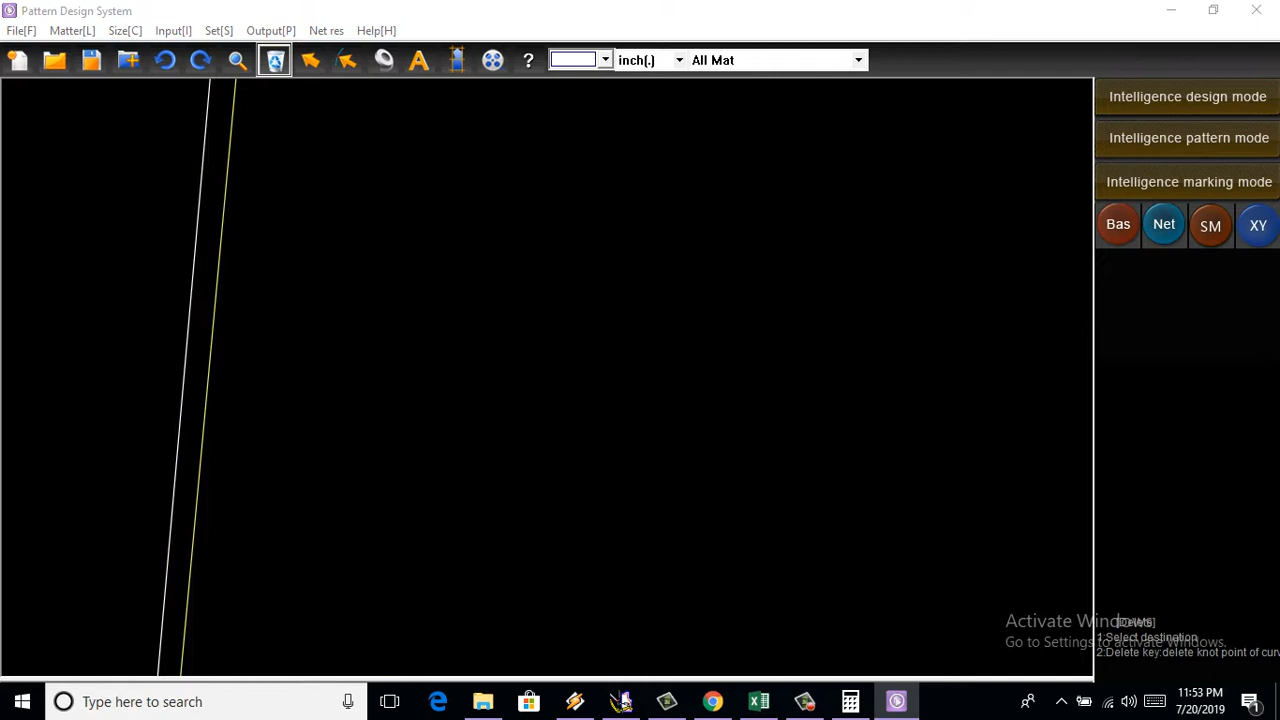 Pattern Design System
File[F] Matter[L] Size[C] Input[I] Set[S] Output[P] Net res Help[H]
A ? inch(.) All Mat
Intelligence design mode
Intelligence pattern mode
Intelligence marking mode
Bas Net SM XY
Activate Windows
[Delete]
1:Select destination
Go to Settings to activate Windows.
2:Delete key:delete knot point of curv
Type here to search
11:53 PM
7/20/2019
1